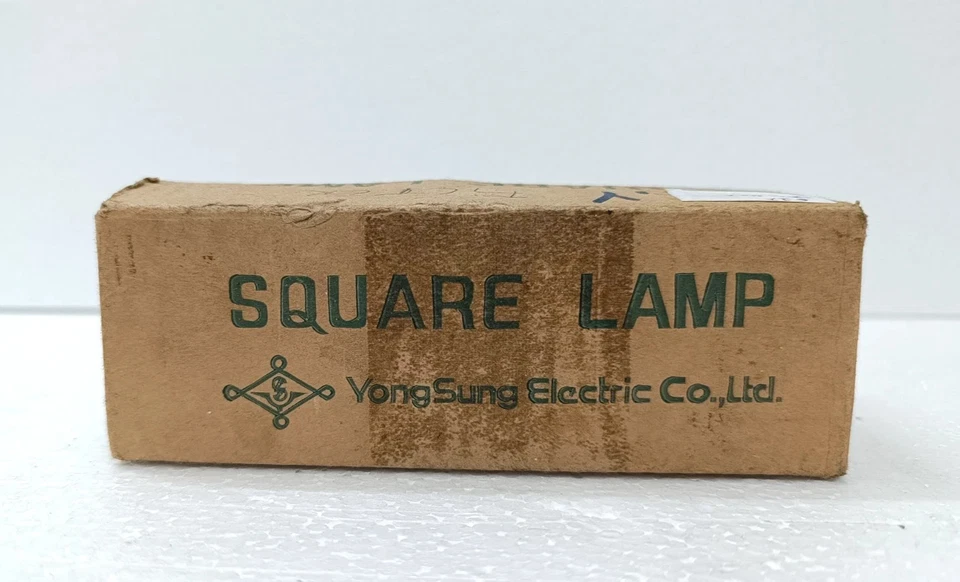 SQUARE LAMP
YongSung Electric Co.,Ltd.